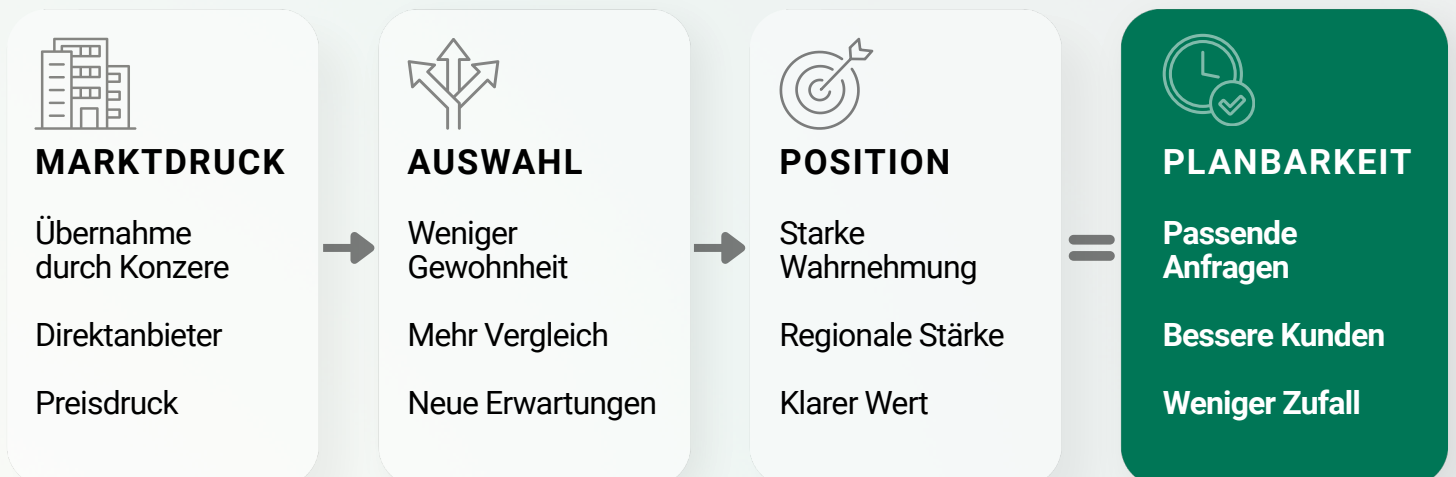 MARKTDRUCK
Übernahme
durch Konzere
Direktanbieter
Preisdruck
AUSWAHL
Weniger
Gewohnheit
Mehr Vergleich
Neue Erwartungen
POSITION
Starke
Wahrnehmung
Regionale Stärke
Klarer Wert
PLANBARKEIT
Passende
Anfragen
Bessere Kunden
Weniger Zufall